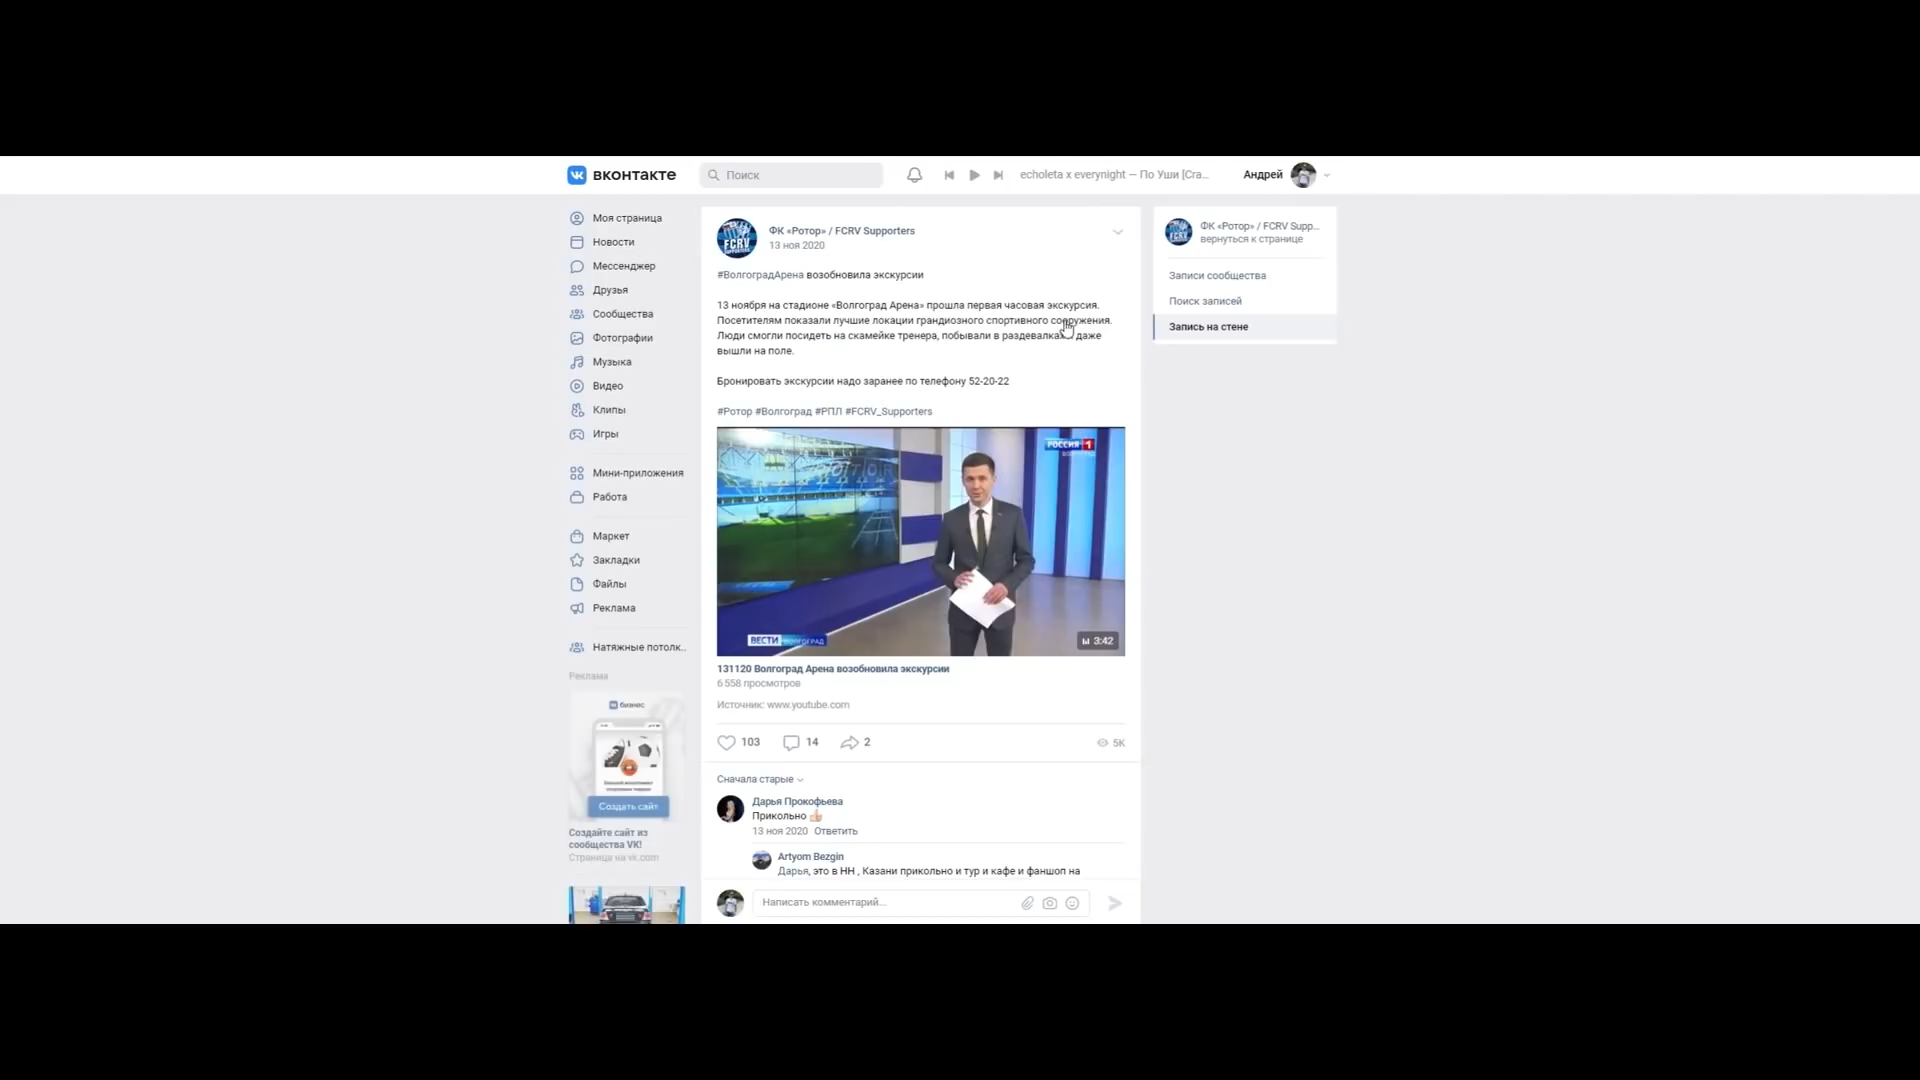 вконтакте
Поиск
echoleta x everynight — По Уши [Cra...
Андрей
Моя страница
Новости
Мессенджер
Друзья
Сообщества
Фотографии
Музыка
Видео
Клипы
Игры
Мини-приложения
Работа
Маркет
Закладки
Файлы
Реклама
Натяжные потолк..
Реклама
бизнес
Создать сайт
Создайте сайт из
сообщества VK!
Страница на vk.com
ФК «Ротор» / FCRV Supporters
13 ноя 2020
#ВолгоградАрена возобновила экскурсии
13 ноября на стадионе «Волгоград Арена» прошла первая часовая экскурсия.
Посетителям показали лучшие локации грандиозного спортивного сооружения.
Люди смогли посидеть на скамейке тренера, побывали в раздевалках даже
вышли на поле.
Бронировать экскурсии надо заранее по телефону 52-20-22
#Ротор #Волгоград #РПЛ #FCRV_Supporters
РОТОР
РОССИЯ 1
ВЕСТИ ВОЛГОГРАД
3:42
131120 Волгоград Арена возобновила экскурсии
6 558 просмотров
Источник: www.youtube.com
103
14
2
5K
Сначала старые
Дарья Прокофьева
Прикольно 👍🏻
13 ноя 2020 Ответить
Artyom Bezgin
Дарья, это в НН , Казани прикольно и тур и кафе и фаншоп на
Написать комментарий...
ФК «Ротор» / FCRV Supp...
вернуться к странице
Записи сообщества
Поиск записей
Запись на стене